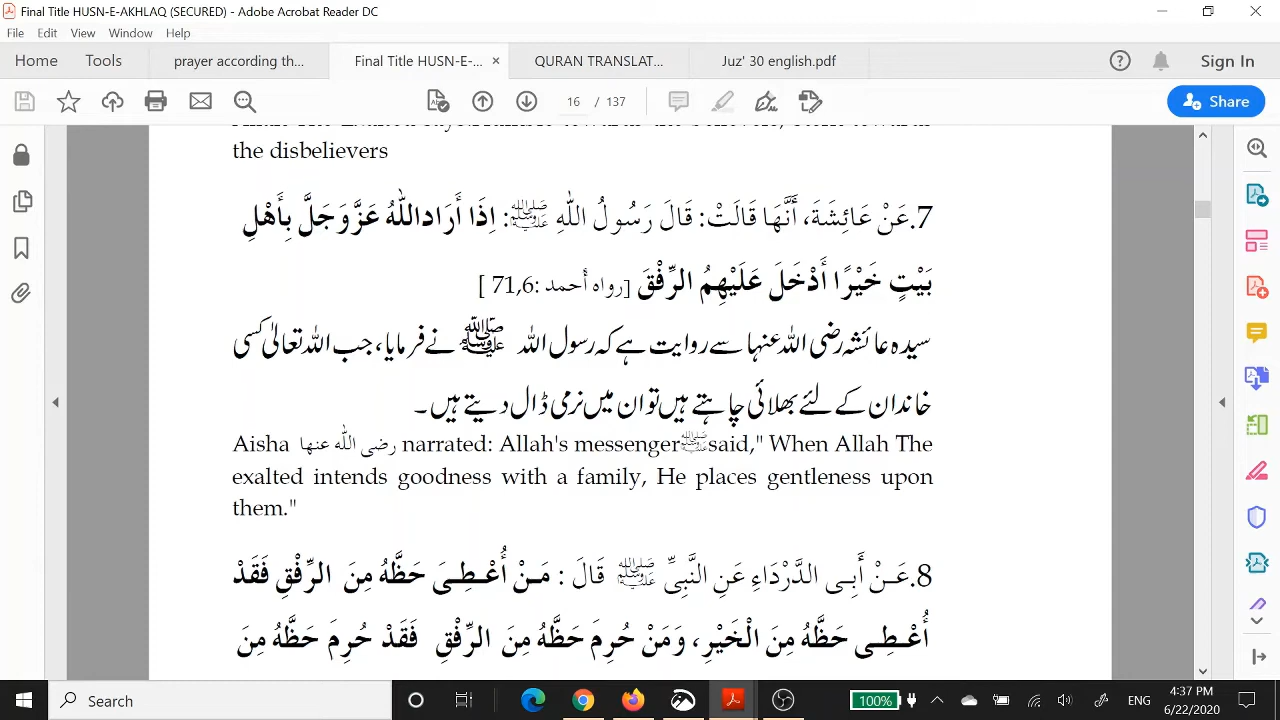 Final Title HUSN-E-AKHLAQ (SECURED) - Adobe Acrobat Reader DC
File Edit View Window Help
Home Tools prayer according th... Final Title HUSN-E-... × QURAN TRANSLAT... Juz' 30 english.pdf Sign In
16 / 137 Share
the disbelievers
7.عَنْ عَائِشَةَ، أَنَّهَا قَالَتْ: قَالَ رَسُولُ اللّٰهِ ﷺ: اِذَا أَرَادَ اللّٰهُ عَزَّوَجَلَّ بِأَهْلِ
بَيْتٍ خَيْرًا أَدْخَلَ عَلَيْهِمُ الرِّفْقَ [رواه أحمد :71,6 ]
سیدہ عائشہ رضی اللہ عنہا سے روایت ہے کہ رسول اللہ ﷺ نے فرمایا، جب اللہ تعالیٰ کسی
خاندان کے لئے بھلائی چاہتے ہیں تو ان میں نرمی ڈال دیتے ہیں۔
Aisha رضی اللّٰہ عنہا narrated: Allah's messenger ﷺ said," When Allah The
exalted intends goodness with a family, He places gentleness upon
them."
8.عَنْ أَبِی الدَّرْدَاءِ عَنِ النَّبِیِّ ﷺ قَالَ : مَنْ أُعْطِیَ حَظَّهُ مِنَ الرِّفْقِ فَقَدْ
أُعْطِی حَظَّهُ مِنَ الْخَيْرِ، وَمَنْ حُرِمَ حَظَّهُ مِنَ الرِّفْقِ فَقَدْ حُرِمَ حَظَّهُ مِنَ
Search 100% ENG 4:37 PM
6/22/2020